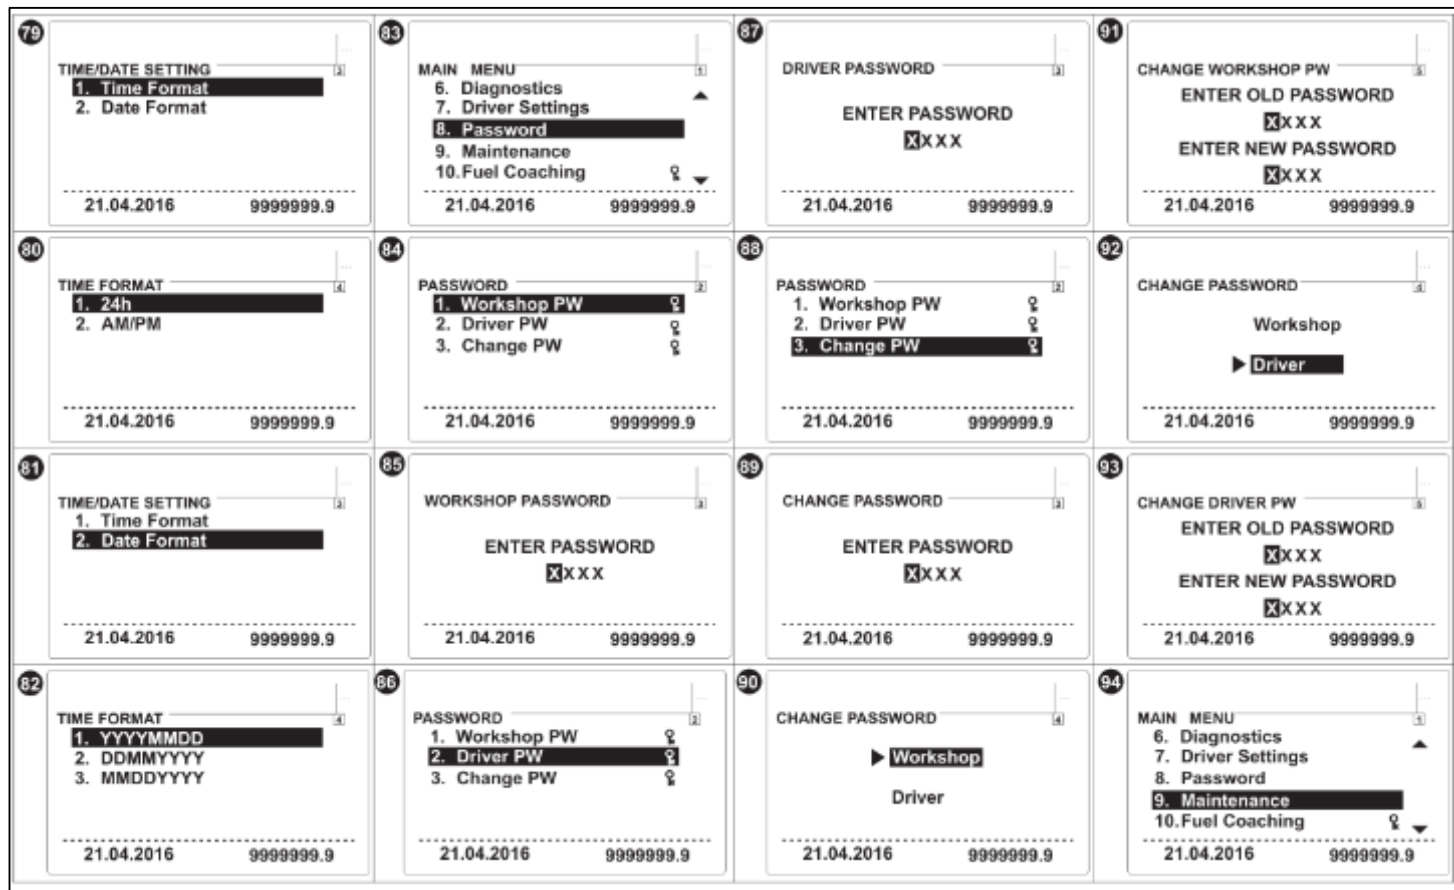 79
3
TIME/DATE SETTING
1. Time Format
2. Date Format
21.04.2016 9999999.9
80
4
TIME FORMAT
1. 24h
2. AM/PM
21.04.2016 9999999.9
81
3
TIME/DATE SETTING
1. Time Format
2. Date Format
21.04.2016 9999999.9
82
4
TIME FORMAT
1. YYYYMMDD
2. DDMMYYYY
3. MMDDYYYY
21.04.2016 9999999.9
83
1
MAIN MENU
6. Diagnostics
7. Driver Settings
8. Password
9. Maintenance
10.Fuel Coaching
21.04.2016 9999999.9
84
2
PASSWORD
1. Workshop PW
2. Driver PW
3. Change PW
21.04.2016 9999999.9
85
3
WORKSHOP PASSWORD
ENTER PASSWORD
XXXX
21.04.2016 9999999.9
86
2
PASSWORD
1. Workshop PW
2. Driver PW
3. Change PW
21.04.2016 9999999.9
87
3
DRIVER PASSWORD
ENTER PASSWORD
XXXX
21.04.2016 9999999.9
88
2
PASSWORD
1. Workshop PW
2. Driver PW
3. Change PW
21.04.2016 9999999.9
89
3
CHANGE PASSWORD
ENTER PASSWORD
XXXX
21.04.2016 9999999.9
90
4
CHANGE PASSWORD
Workshop
Driver
21.04.2016 9999999.9
91
5
CHANGE WORKSHOP PW
ENTER OLD PASSWORD
XXXX
ENTER NEW PASSWORD
XXXX
21.04.2016 9999999.9
92
CHANGE PASSWORD
Workshop
Driver
21.04.2016 9999999.9
93
5
CHANGE DRIVER PW
ENTER OLD PASSWORD
XXXX
ENTER NEW PASSWORD
XXXX
21.04.2016 9999999.9
94
1
MAIN MENU
6. Diagnostics
7. Driver Settings
8. Password
9. Maintenance
10.Fuel Coaching
21.04.2016 9999999.9